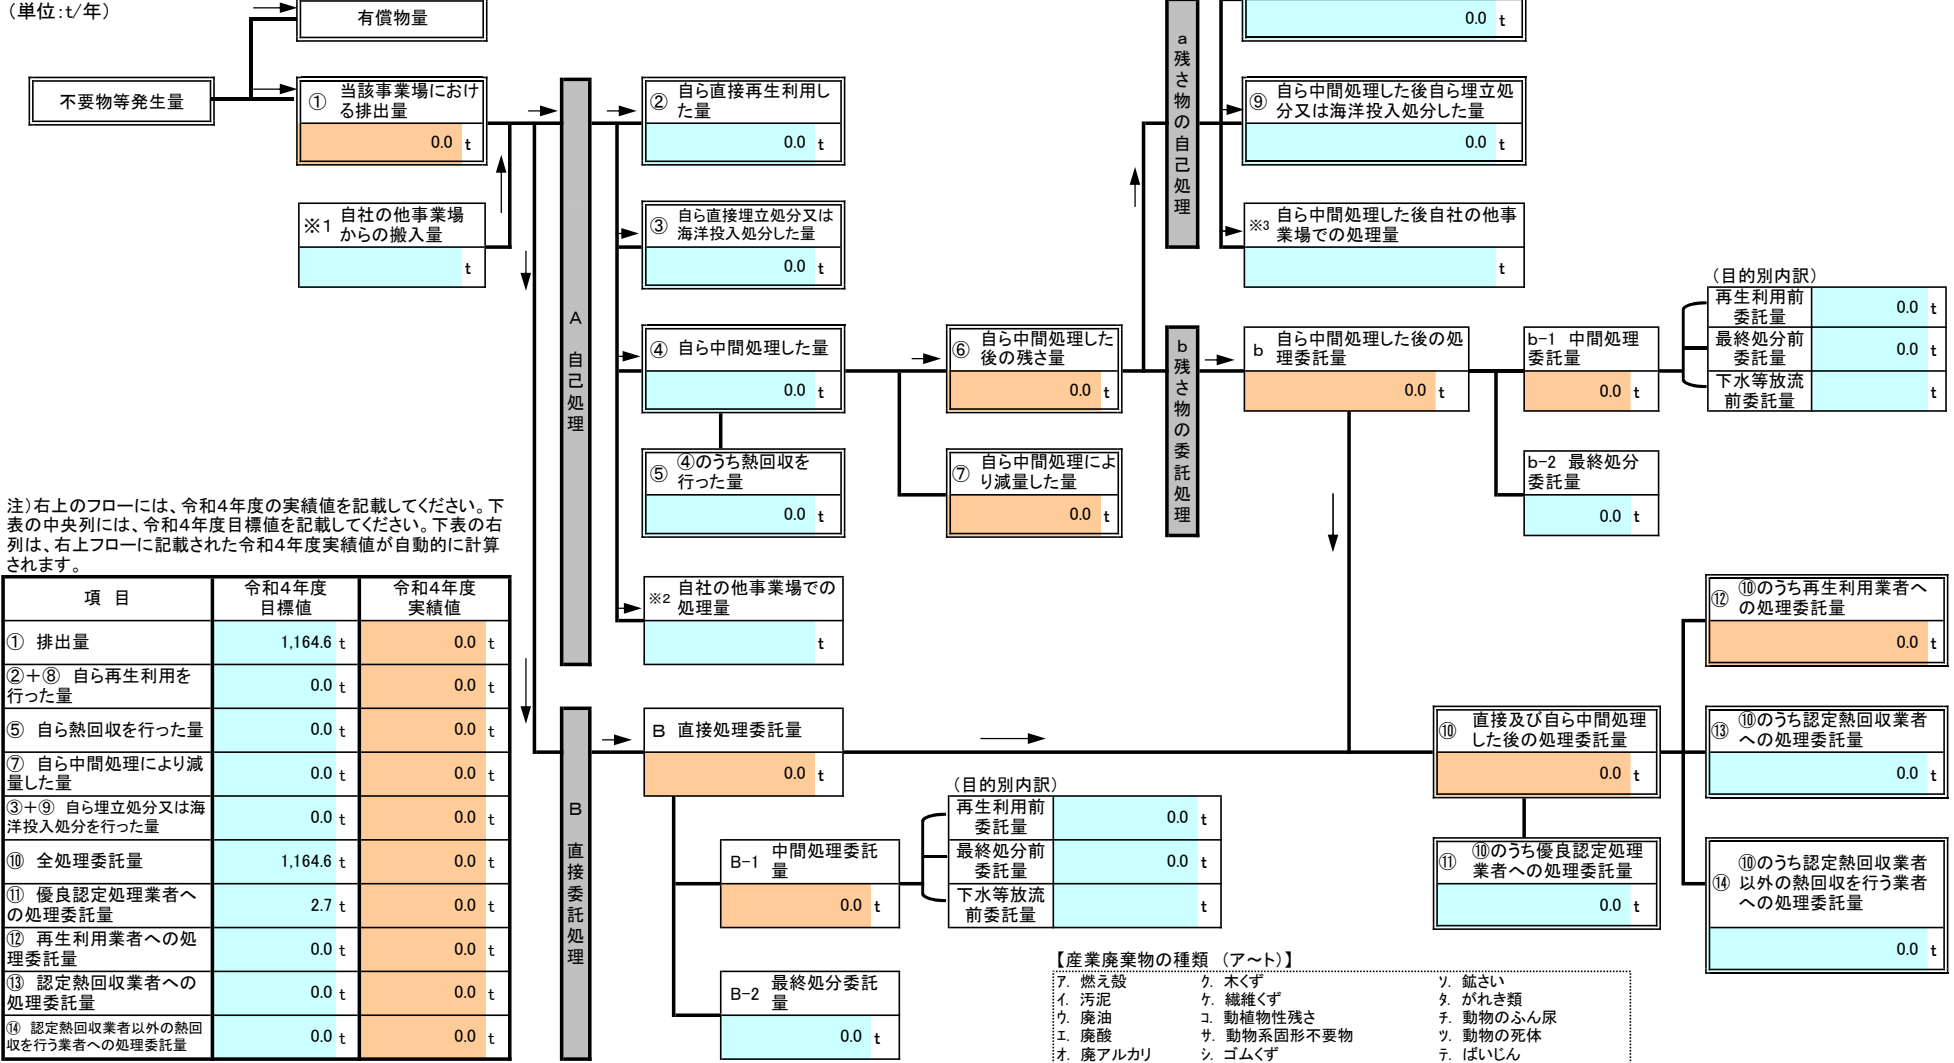 (単位:t/年)
有償物量
不要物等発生量
① 当該事業場におけ
る排出量
0.0 t
※1 自社の他事業場
からの搬入量
t
A 自己処理
② 自ら直接再生利用し
た量
0.0 t
③ 自ら直接埋立処分又は
海洋投入処分した量
0.0 t
④ 自ら中間処理した量
0.0 t
⑤ ④のうち熱回収を
行った量
0.0 t
※2 自社の他事業場での
処理量
t
⑥ 自ら中間処理した
後の残さ量
0.0 t
⑦ 自ら中間処理によ
り減量した量
0.0 t
a 残さ物の自己処理
0.0 t
⑨ 自ら中間処理した後自ら埋立処
分又は海洋投入処分した量
0.0 t
※3 自ら中間処理した後自社の他事
業場での処理量
t
b 残さ物の委託処理
b 自ら中間処理した後の処
理委託量
0.0 t
b-1 中間処理
委託量
0.0 t
b-2 最終処分
委託量
0.0 t
(目的別内訳)
再生利用前
委託量
0.0 t
最終処分前
委託量
0.0 t
下水等放流
前委託量
t
注)右上のフローには、令和4年度の実績値を記載してください。下
表の中央列には、令和4年度目標値を記載してください。下表の右
列は、右上フローに記載された令和4年度実績値が自動的に計算
されます。
項 目 令和4年度 目標値 令和4年度 実績値
① 排出量 1,164.6 t 0.0 t
②+⑧ 自ら再生利用を
行った量 0.0 t 0.0 t
⑤ 自ら熱回収を行った量 0.0 t 0.0 t
⑦ 自ら中間処理により減
量した量 0.0 t 0.0 t
③+⑨ 自ら埋立処分又は海
洋投入処分を行った量 0.0 t 0.0 t
⑩ 全処理委託量 1,164.6 t 0.0 t
⑪ 優良認定処理業者へ
の処理委託量 2.7 t 0.0 t
⑫ 再生利用業者への処
理委託量 0.0 t 0.0 t
⑬ 認定熱回収業者への
処理委託量 0.0 t 0.0 t
⑭ 認定熱回収業者以外の熱回
収を行う業者への処理委託量 0.0 t 0.0 t
B 直接委託処理
B 直接処理委託量
0.0 t
B-1 中間処理委託
量
0.0 t
B-2 最終処分委託
量
0.0 t
(目的別内訳)
再生利用前
委託量
0.0 t
最終処分前
委託量
0.0 t
下水等放流
前委託量
t
⑩ 直接及び自ら中間処理
した後の処理委託量
0.0 t
⑪ ⑩のうち優良認定処理
業者への処理委託量
0.0 t
⑫ ⑩のうち再生利用業者へ
の処理委託量
0.0 t
⑬ ⑩のうち認定熱回収業者
への処理委託量
0.0 t
⑭ ⑩のうち認定熱回収業者
以外の熱回収を行う業者
への処理委託量
0.0 t
【産業廃棄物の種類 (ア~ト)】
ア. 燃え殻 ク. 木くず ソ. 鉱さい
イ. 汚泥 ケ. 繊維くず タ. がれき類
ウ. 廃油 コ. 動植物性残さ チ. 動物のふん尿
エ. 廃酸 サ. 動物系固形不要物 ツ. 動物の死体
オ. 廃アルカリ シ. ゴムくず テ. ばいじん